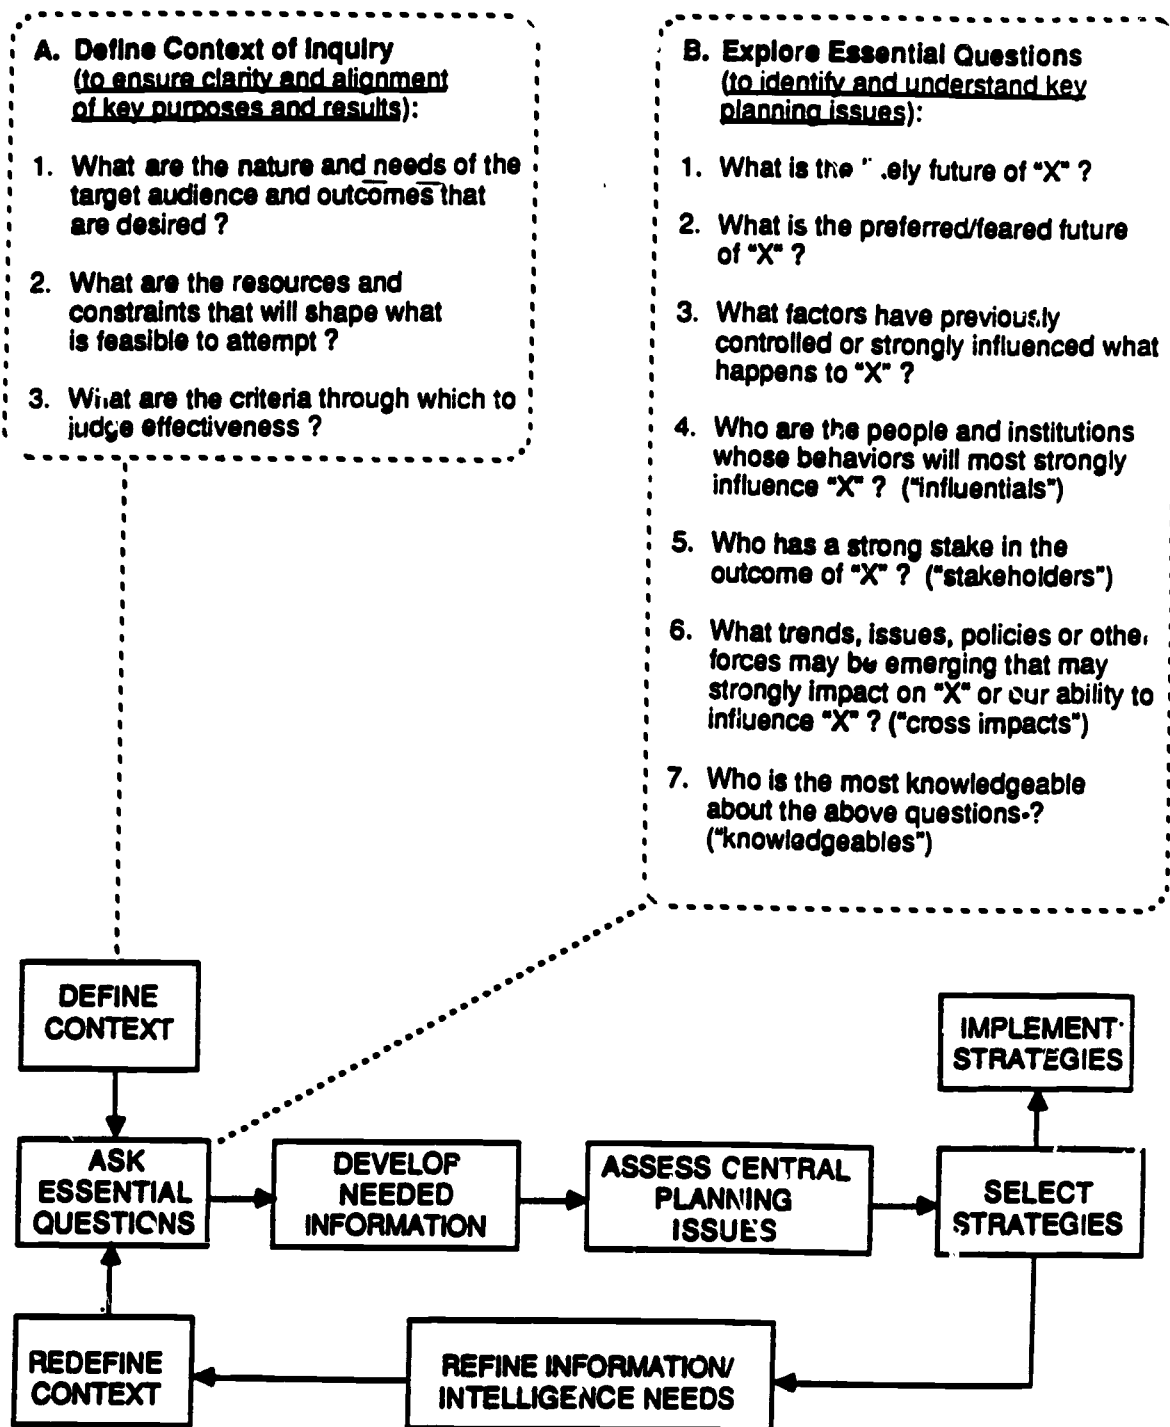 A. Define Context of Inquiry
(to ensure clarity and alignment
of key purposes and results):
1. What are the nature and needs of the
target audience and outcomes that
are desired ?
2. What are the resources and
constraints that will shape what
is feasible to attempt ?
3. What are the criteria through which to
judge effectiveness ?
B. Explore Essential Questions
(to identify and understand key
planning issues):
1. What is the future of "X" ?
2. What is the preferred/feared future
of "X" ?
3. What factors have previously
controlled or strongly influenced what
happens to "X" ?
4. Who are the people and institutions
whose behaviors will most strongly
influence "X" ? ("influentials")
5. Who has a strong stake in the
outcome of "X" ? ("stakeholders")
6. What trends, issues, policies or other
forces may be emerging that may
strongly impact on "X" or our ability to
influence "X" ? ("cross impacts")
7. Who is the most knowledgeable
about the above questions-?
("knowledgeables")
DEFINE
CONTEXT
IMPLEMENT
STRATEGIES
ASK
ESSENTIAL
QUESTIONS
DEVELOP
NEEDED
INFORMATION
ASSESS CENTRAL
PLANNING
ISSUES
SELECT
STRATEGIES
REDEFINE
CONTEXT
REFINE INFORMATION/
INTELLIGENCE NEEDS